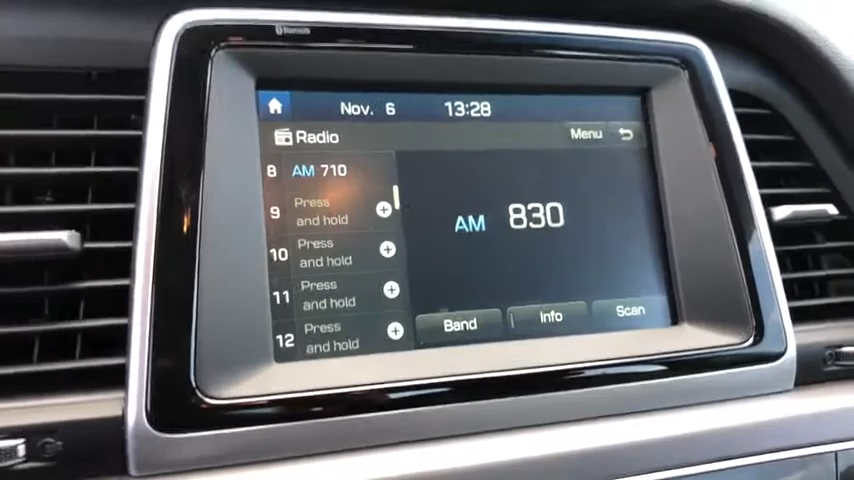 Bluetooth
Nov. 6 13:28
Radio Menu
8 AM 710
9 Press and hold
10 Press and hold
11 Press and hold
12 Press and hold
AM 830
Band Info Scan